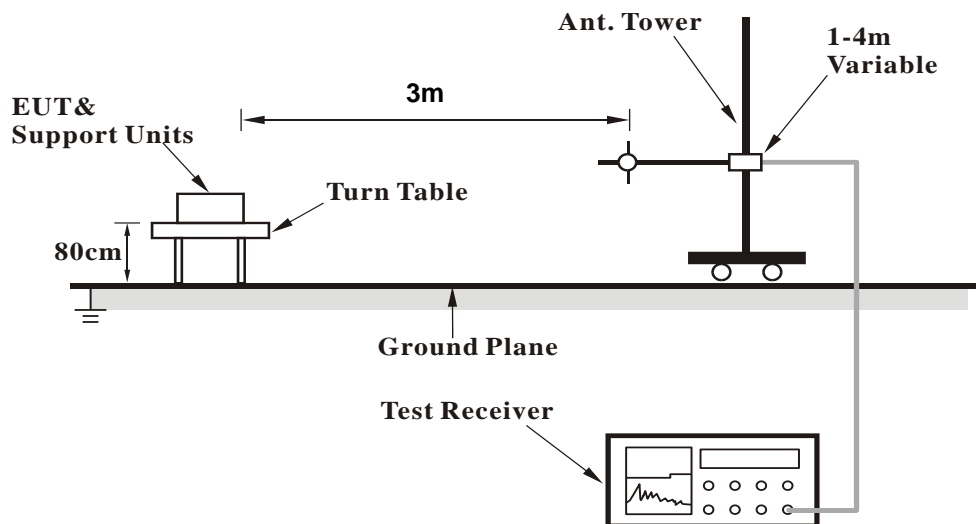 Ant. Tower
1-4m
Variable
3m
EUT&
Support Units
Turn Table
80cm
Ground Plane
Test Receiver